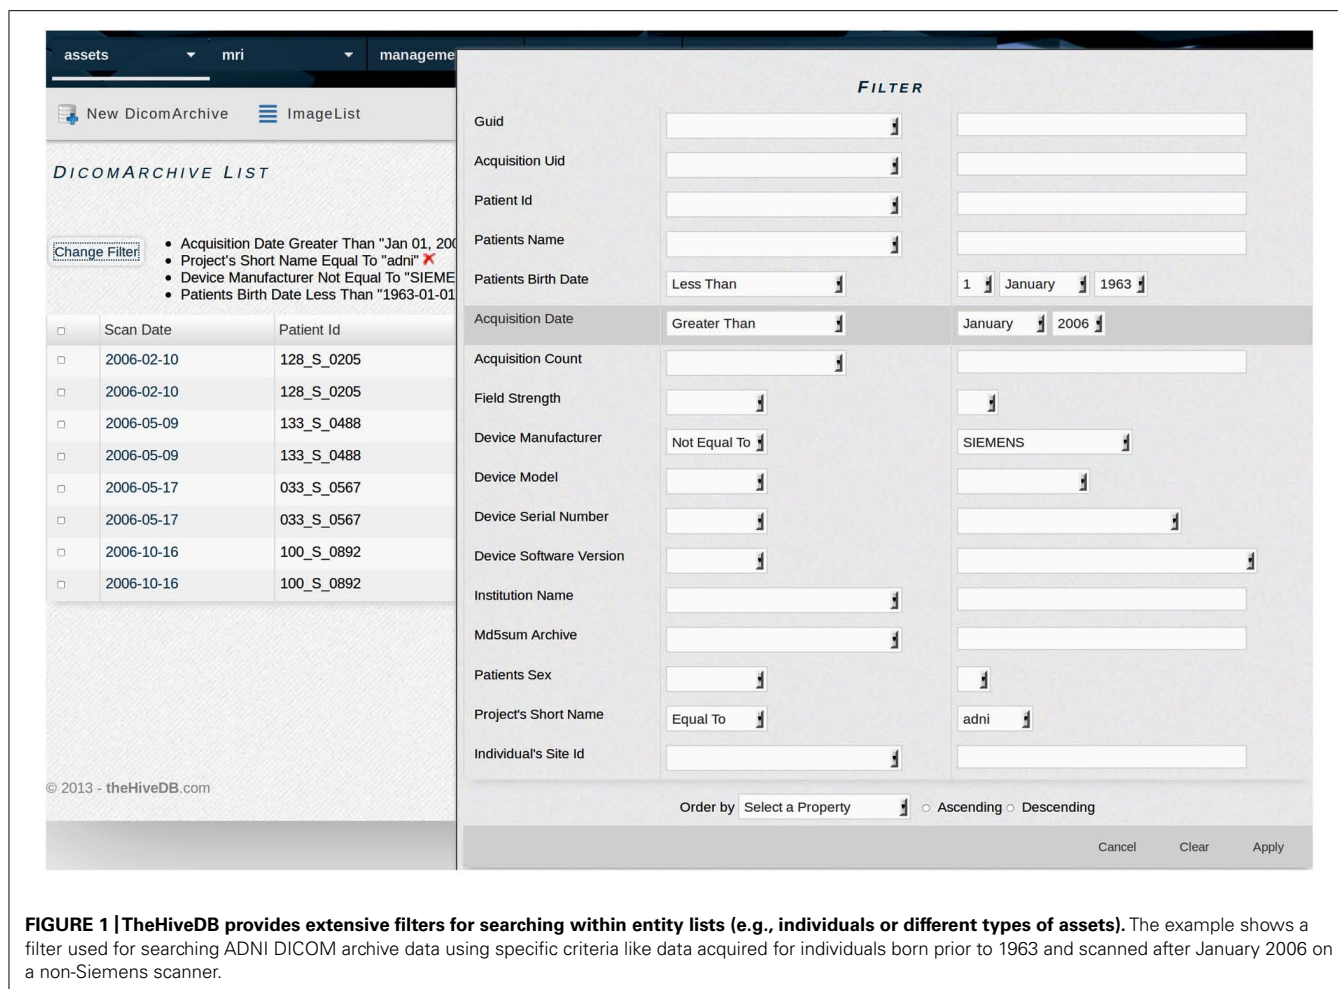 assets mri manageme
New DicomArchive ImageList
DICOMARCHIVE LIST
Change Filter
• Acquisition Date Greater Than "Jan 01, 200
• Project's Short Name Equal To "adni"
• Device Manufacturer Not Equal To "SIEME
• Patients Birth Date Less Than "1963-01-01
Scan Date Patient Id
2006-02-10 128_S_0205
2006-02-10 128_S_0205
2006-05-09 133_S_0488
2006-05-09 133_S_0488
2006-05-17 033_S_0567
2006-05-17 033_S_0567
2006-10-16 100_S_0892
2006-10-16 100_S_0892
© 2013 - theHiveDB.com
FILTER
Guid
Acquisition Uid
Patient Id
Patients Name
Patients Birth Date Less Than 1 January 1963
Acquisition Date Greater Than January 2006
Acquisition Count
Field Strength
Device Manufacturer Not Equal To SIEMENS
Device Model
Device Serial Number
Device Software Version
Institution Name
Md5sum Archive
Patients Sex
Project's Short Name Equal To adni
Individual's Site Id
Order by Select a Property Ascending Descending
Cancel Clear Apply
FIGURE 1 | TheHiveDB provides extensive filters for searching within entity lists (e.g., individuals or different types of assets). The example shows a
filter used for searching ADNI DICOM archive data using specific criteria like data acquired for individuals born prior to 1963 and scanned after January 2006 on
a non-Siemens scanner.